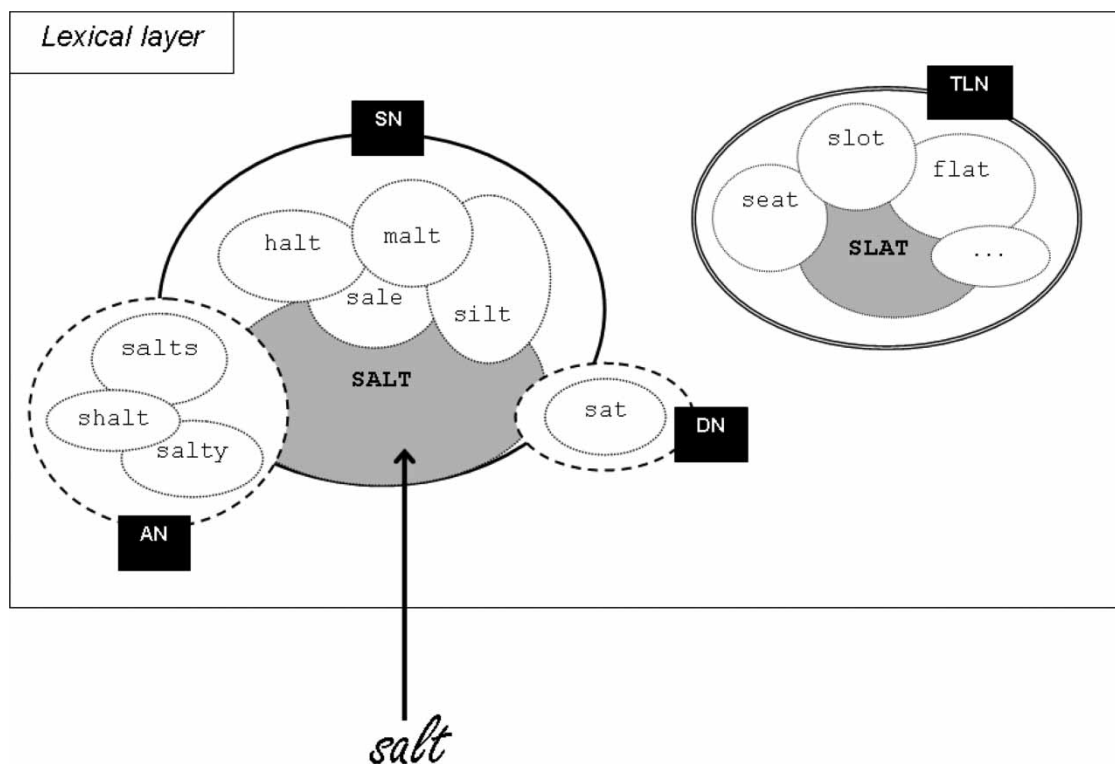 Lexical layer
TLN
SN
slot
flat
seat
halt
malt
SLAT
...
sale
silt
salts
SALT
shalt
sat
salty
DN
AN
salt